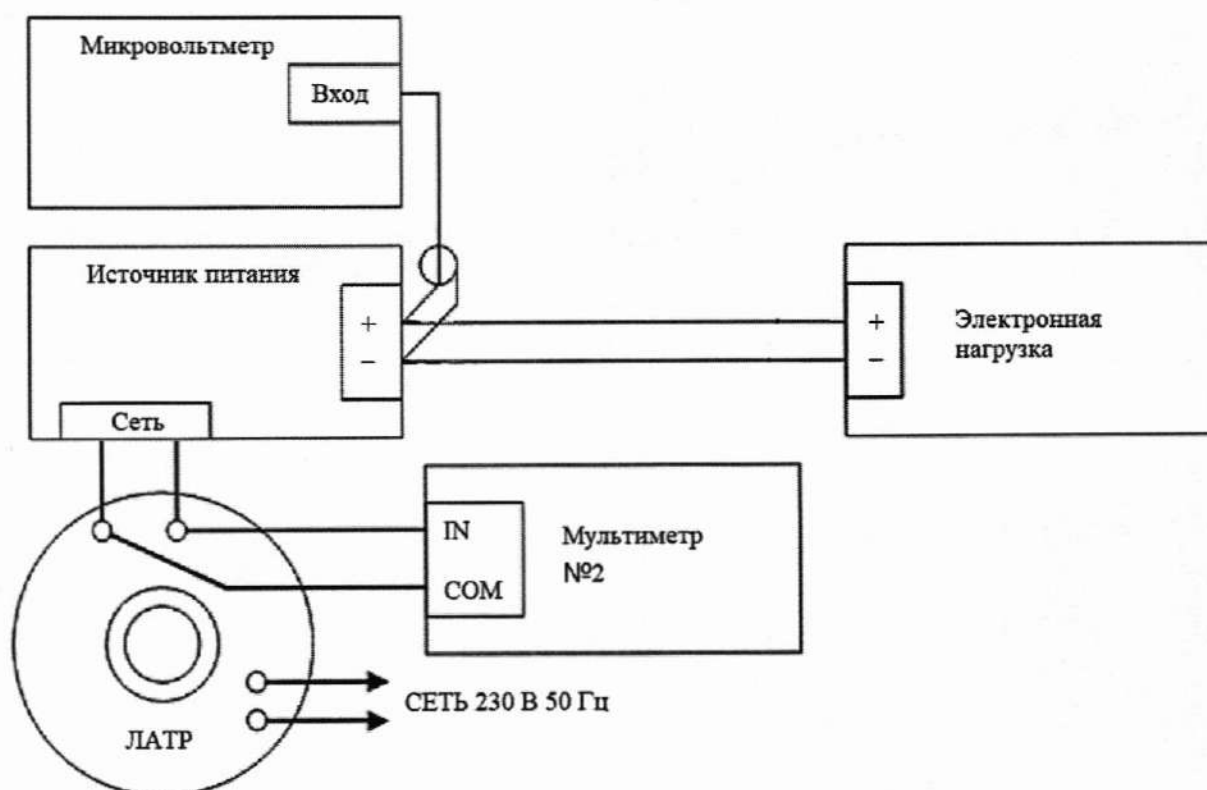 Микровольтметр
Вход
Источник питания
+
−
+
−
Электронная
нагрузка
Сеть
IN
COM
Мультиметр
№2
СЕТЬ 230 В 50 Гц
ЛАТР